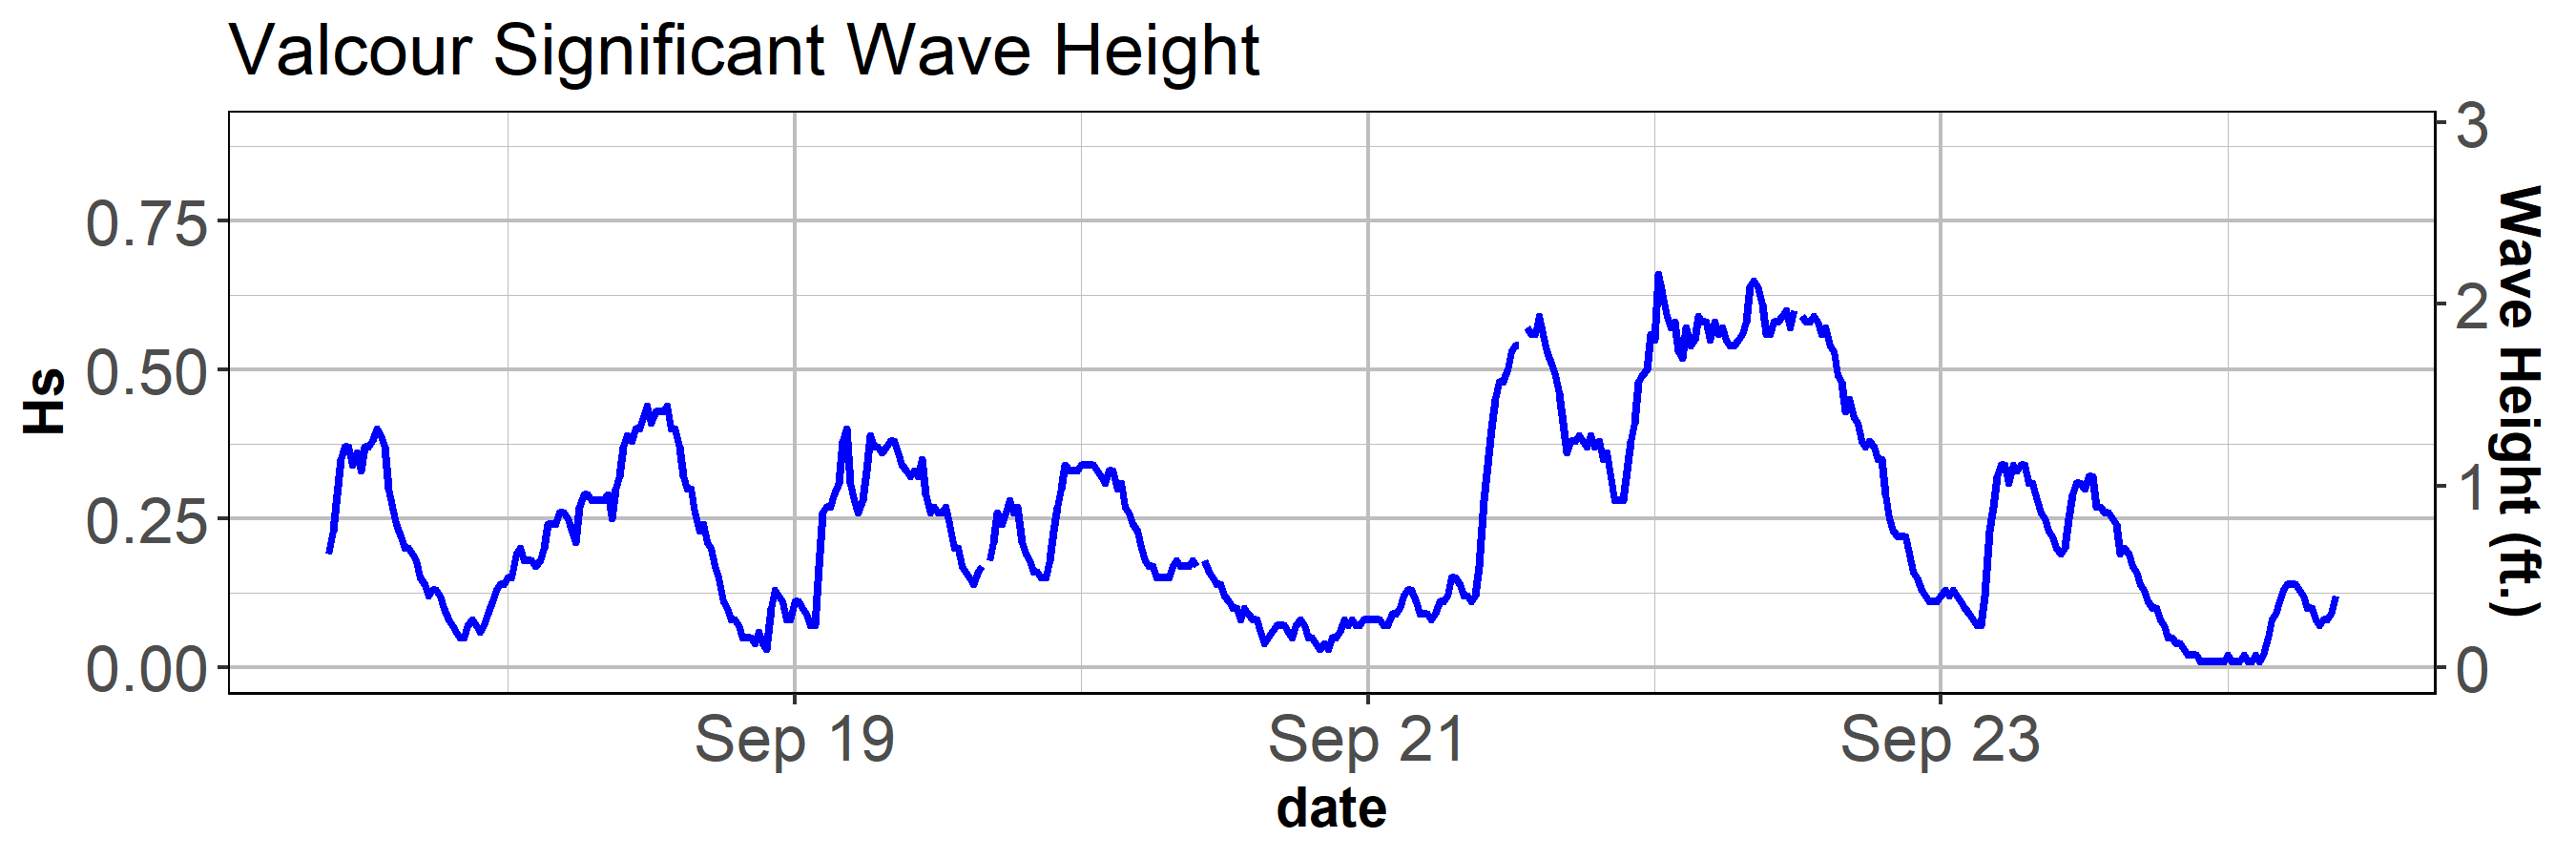 Valcour Significant Wave Height
Hs
0.75
0.50
0.25
0.00
3
2
1
0
Wave Height (ft.)
Sep 19
Sep 21
Sep 23
date